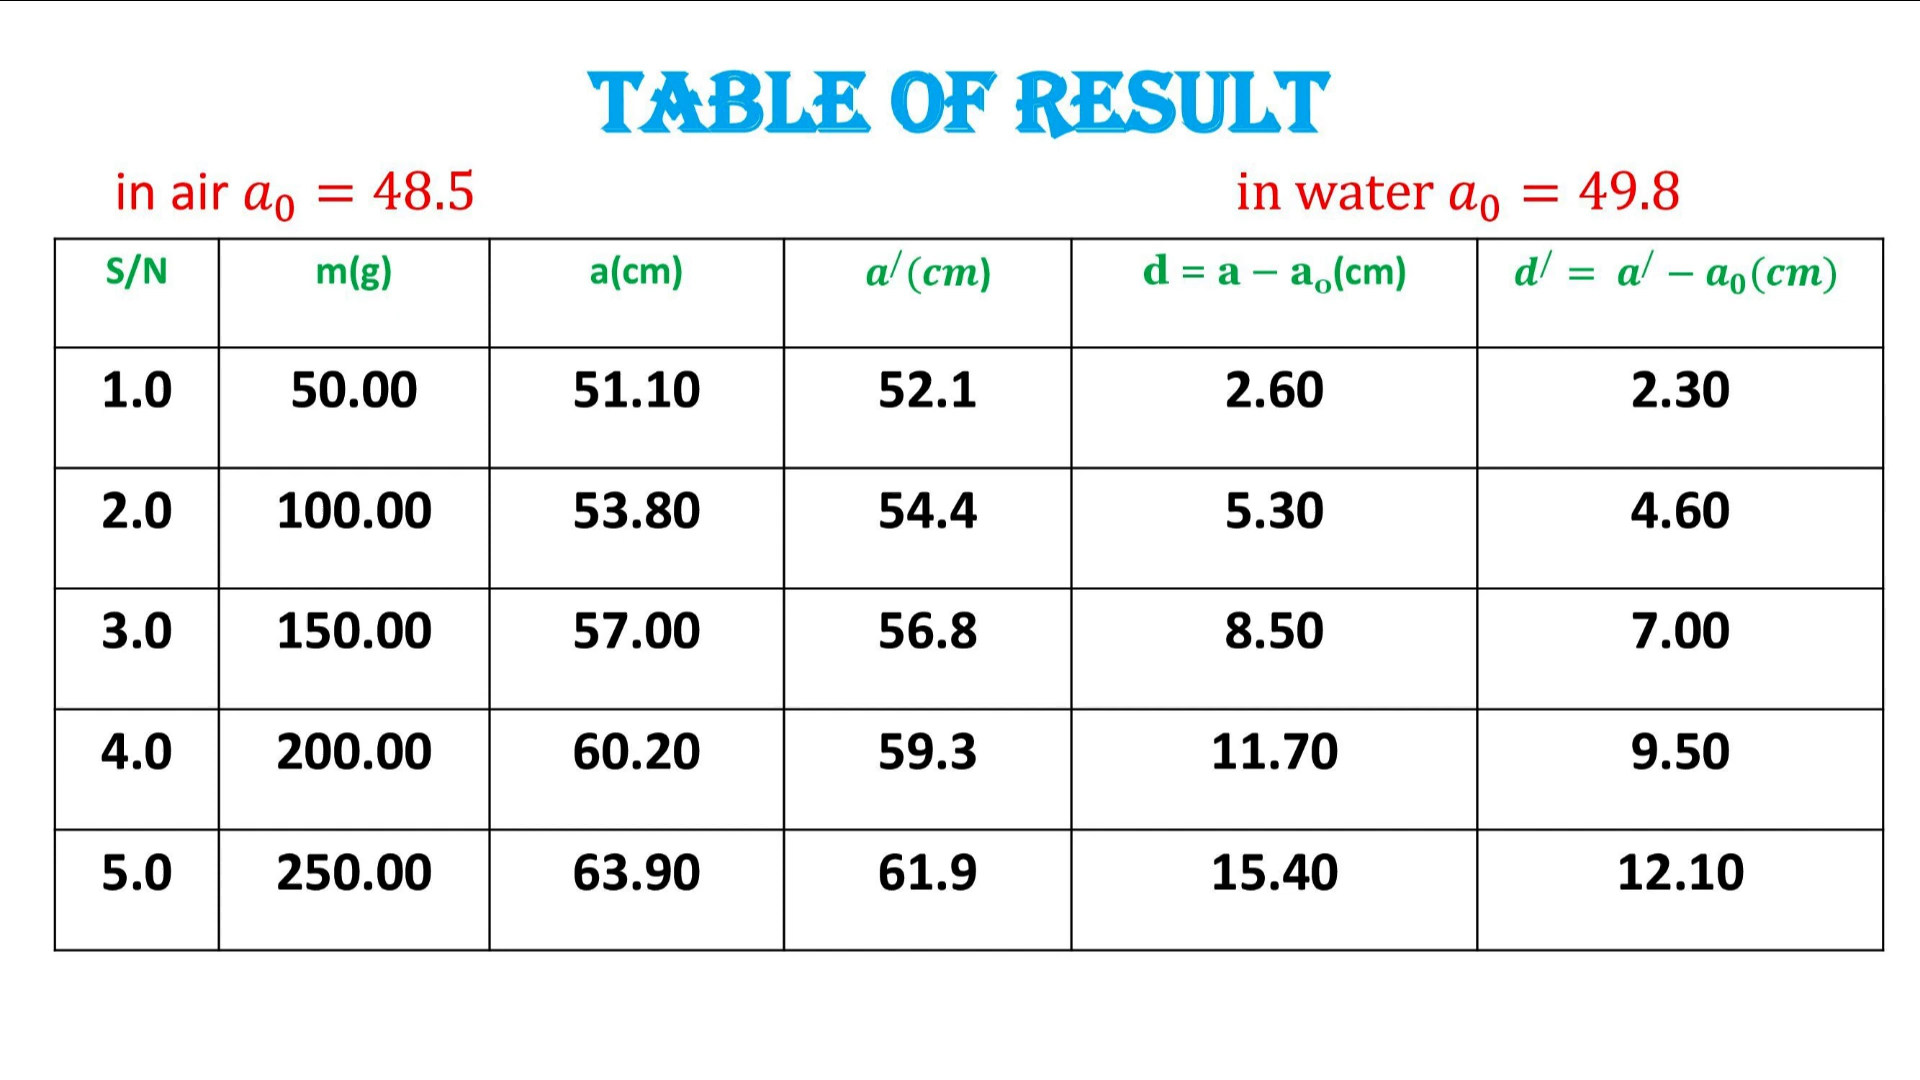 TABLE OF RESULT
in air a₀ = 48.5 in water a₀ = 49.8
S/N m(g) a(cm) a/(cm) d = a – aₒ(cm) d/ = a/ – a₀(cm)
1.0 50.00 51.10 52.1 2.60 2.30
2.0 100.00 53.80 54.4 5.30 4.60
3.0 150.00 57.00 56.8 8.50 7.00
4.0 200.00 60.20 59.3 11.70 9.50
5.0 250.00 63.90 61.9 15.40 12.10